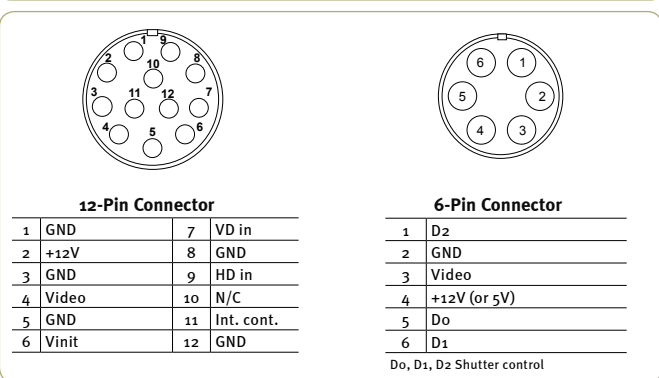 1 9
2 10 8
3 11 12 7
4 5 6
6 1
5 2
4 3
12-Pin Connector
1 GND 7 VD in
2 +12V 8 GND
3 GND 9 HD in
4 Video 10 N/C
5 GND 11 Int. cont.
6 Vinit 12 GND
6-Pin Connector
1 D2
2 GND
3 Video
4 +12V (or 5V)
5 D0
6 D1
D0, D1, D2 Shutter control